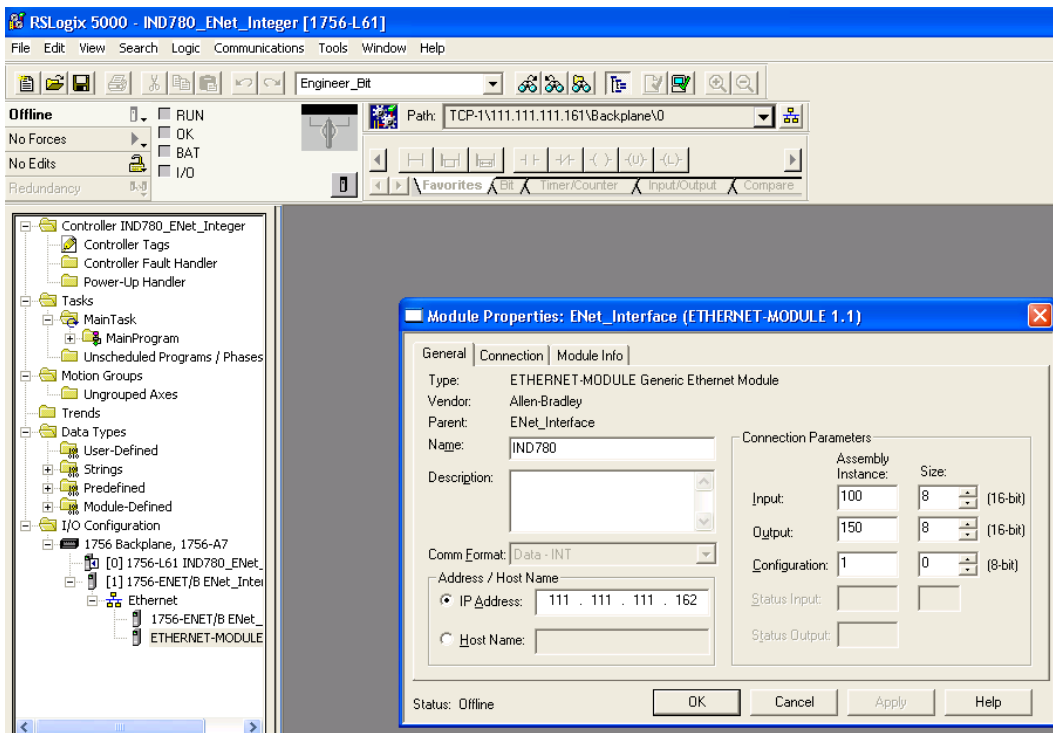 RSLogix 5000 - IND780_ENet_Integer [1756-L61]
File Edit View Search Logic Communications Tools Window Help
Engineer_Bit
Offline
RUN
No Forces
OK
No Edits
BAT
Redundancy
I/O
Path: TCP-1\111.111.111.161\Backplane\0
Favorites Bit Timer/Counter Input/Output Compare
Controller IND780_ENet_Integer
Controller Tags
Controller Fault Handler
Power-Up Handler
Tasks
MainTask
MainProgram
Unscheduled Programs / Phases
Motion Groups
Ungrouped Axes
Trends
Data Types
User-Defined
Strings
Predefined
Module-Defined
I/O Configuration
1756 Backplane, 1756-A7
[0] 1756-L61 IND780_ENet_
[1] 1756-ENET/B ENet_Inter
Ethernet
1756-ENET/B ENet_
ETHERNET-MODULE
Module Properties: ENet_Interface (ETHERNET-MODULE 1.1)
General Connection Module Info
Type: ETHERNET-MODULE Generic Ethernet Module
Vendor: Allen-Bradley
Parent: ENet_Interface
Name: IND780
Description:
Comm Format: Data - INT
Address / Host Name
IP Address: 111 . 111 . 111 . 162
Host Name:
Connection Parameters
Assembly Instance: Size:
Input: 100 8 (16-bit)
Output: 150 8 (16-bit)
Configuration: 1 0 (8-bit)
Status Input:
Status Output:
Status: Offline
OK Cancel Apply Help